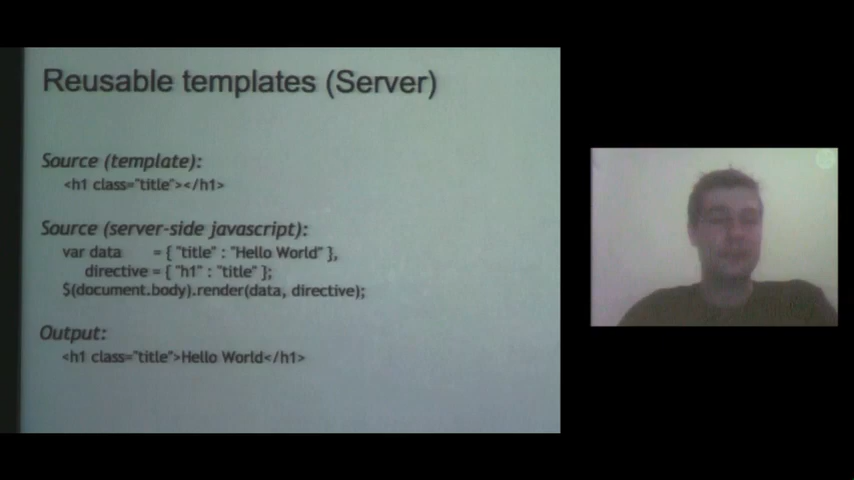 Reusable templates (Server)
Source (template):
<h1 class="title"></h1>
Source (server-side javascript):
var data = { "title" : "Hello World" },
directive = { "h1" : "title" };
$(document.body).render(data, directive);
Output:
<h1 class="title">Hello World</h1>